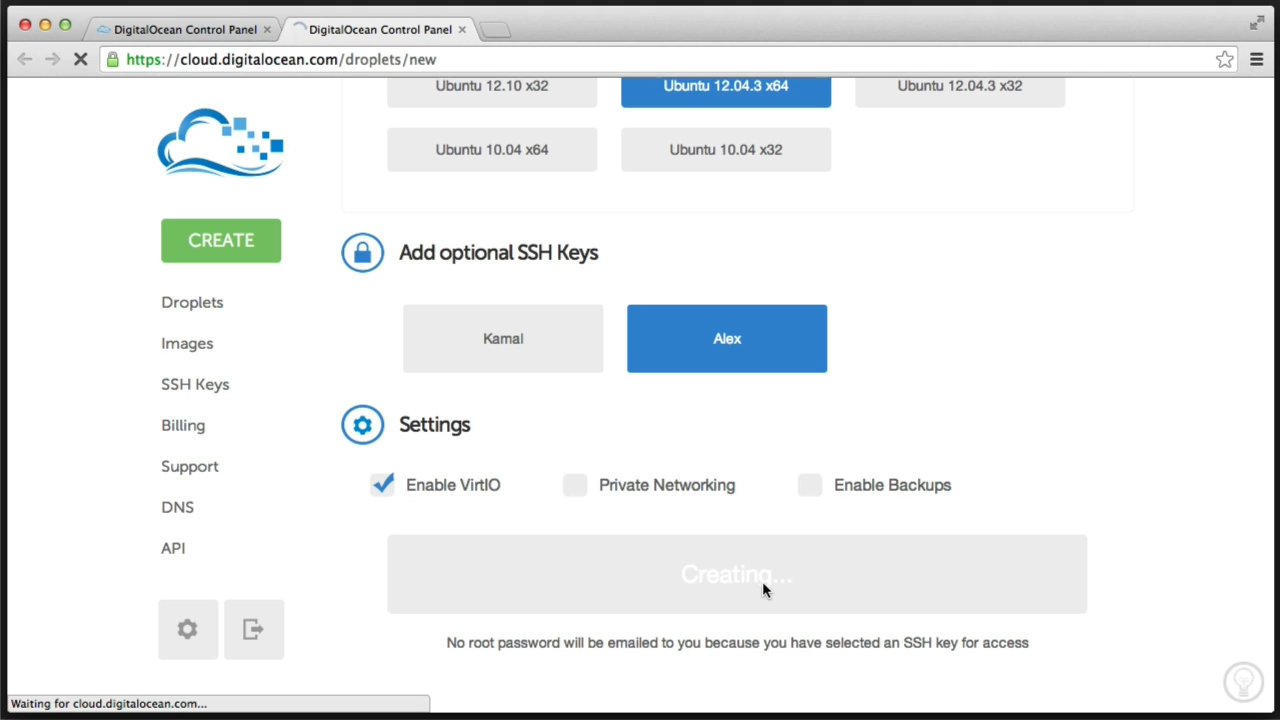 DigitalOcean Control Panel
DigitalOcean Control Panel
https://cloud.digitalocean.com/droplets/new
Ubuntu 12.10 x32
Ubuntu 12.04.3 x64
Ubuntu 12.04.3 x32
Ubuntu 10.04 x64
Ubuntu 10.04 x32
CREATE
Droplets
Images
SSH Keys
Billing
Support
DNS
API
Add optional SSH Keys
Kamal
Alex
Settings
Enable VirtIO
Private Networking
Enable Backups
Creating...
No root password will be emailed to you because you have selected an SSH key for access
Waiting for cloud.digitalocean.com...